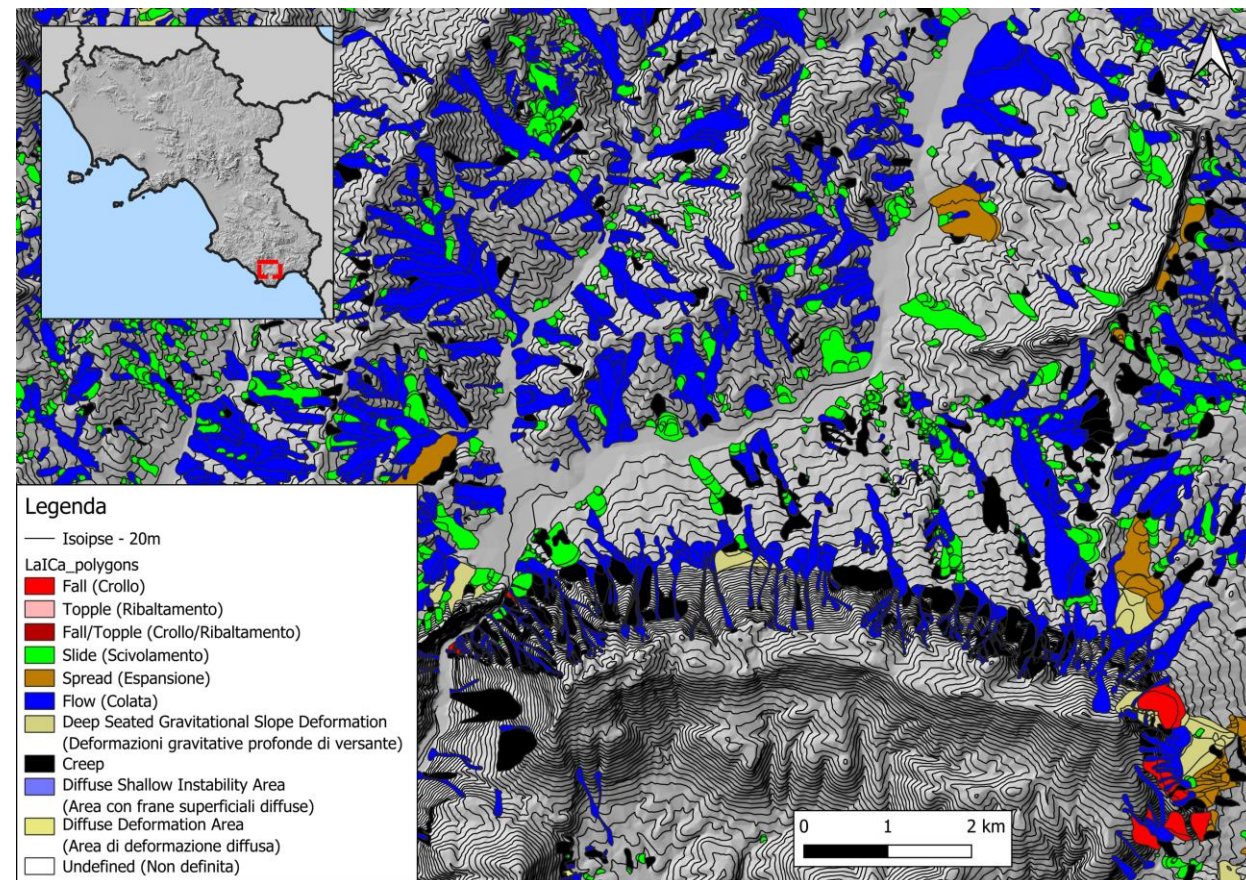 Legenda
Isoipse - 20m
LaICa_polygons
Fall (Crollo)
Topple (Ribaltamento)
Fall/Topple (Crollo/Ribaltamento)
Slide (Scivolamento)
Spread (Espansione)
Flow (Colata)
Deep Seated Gravitational Slope Deformation
(Deformazioni gravitative profonde di versante)
Creep
Diffuse Shallow Instability Area
(Area con frane superficiali diffuse)
Diffuse Deformation Area
(Area di deformazione diffusa)
Undefined (Non definita)
0 1 2 km